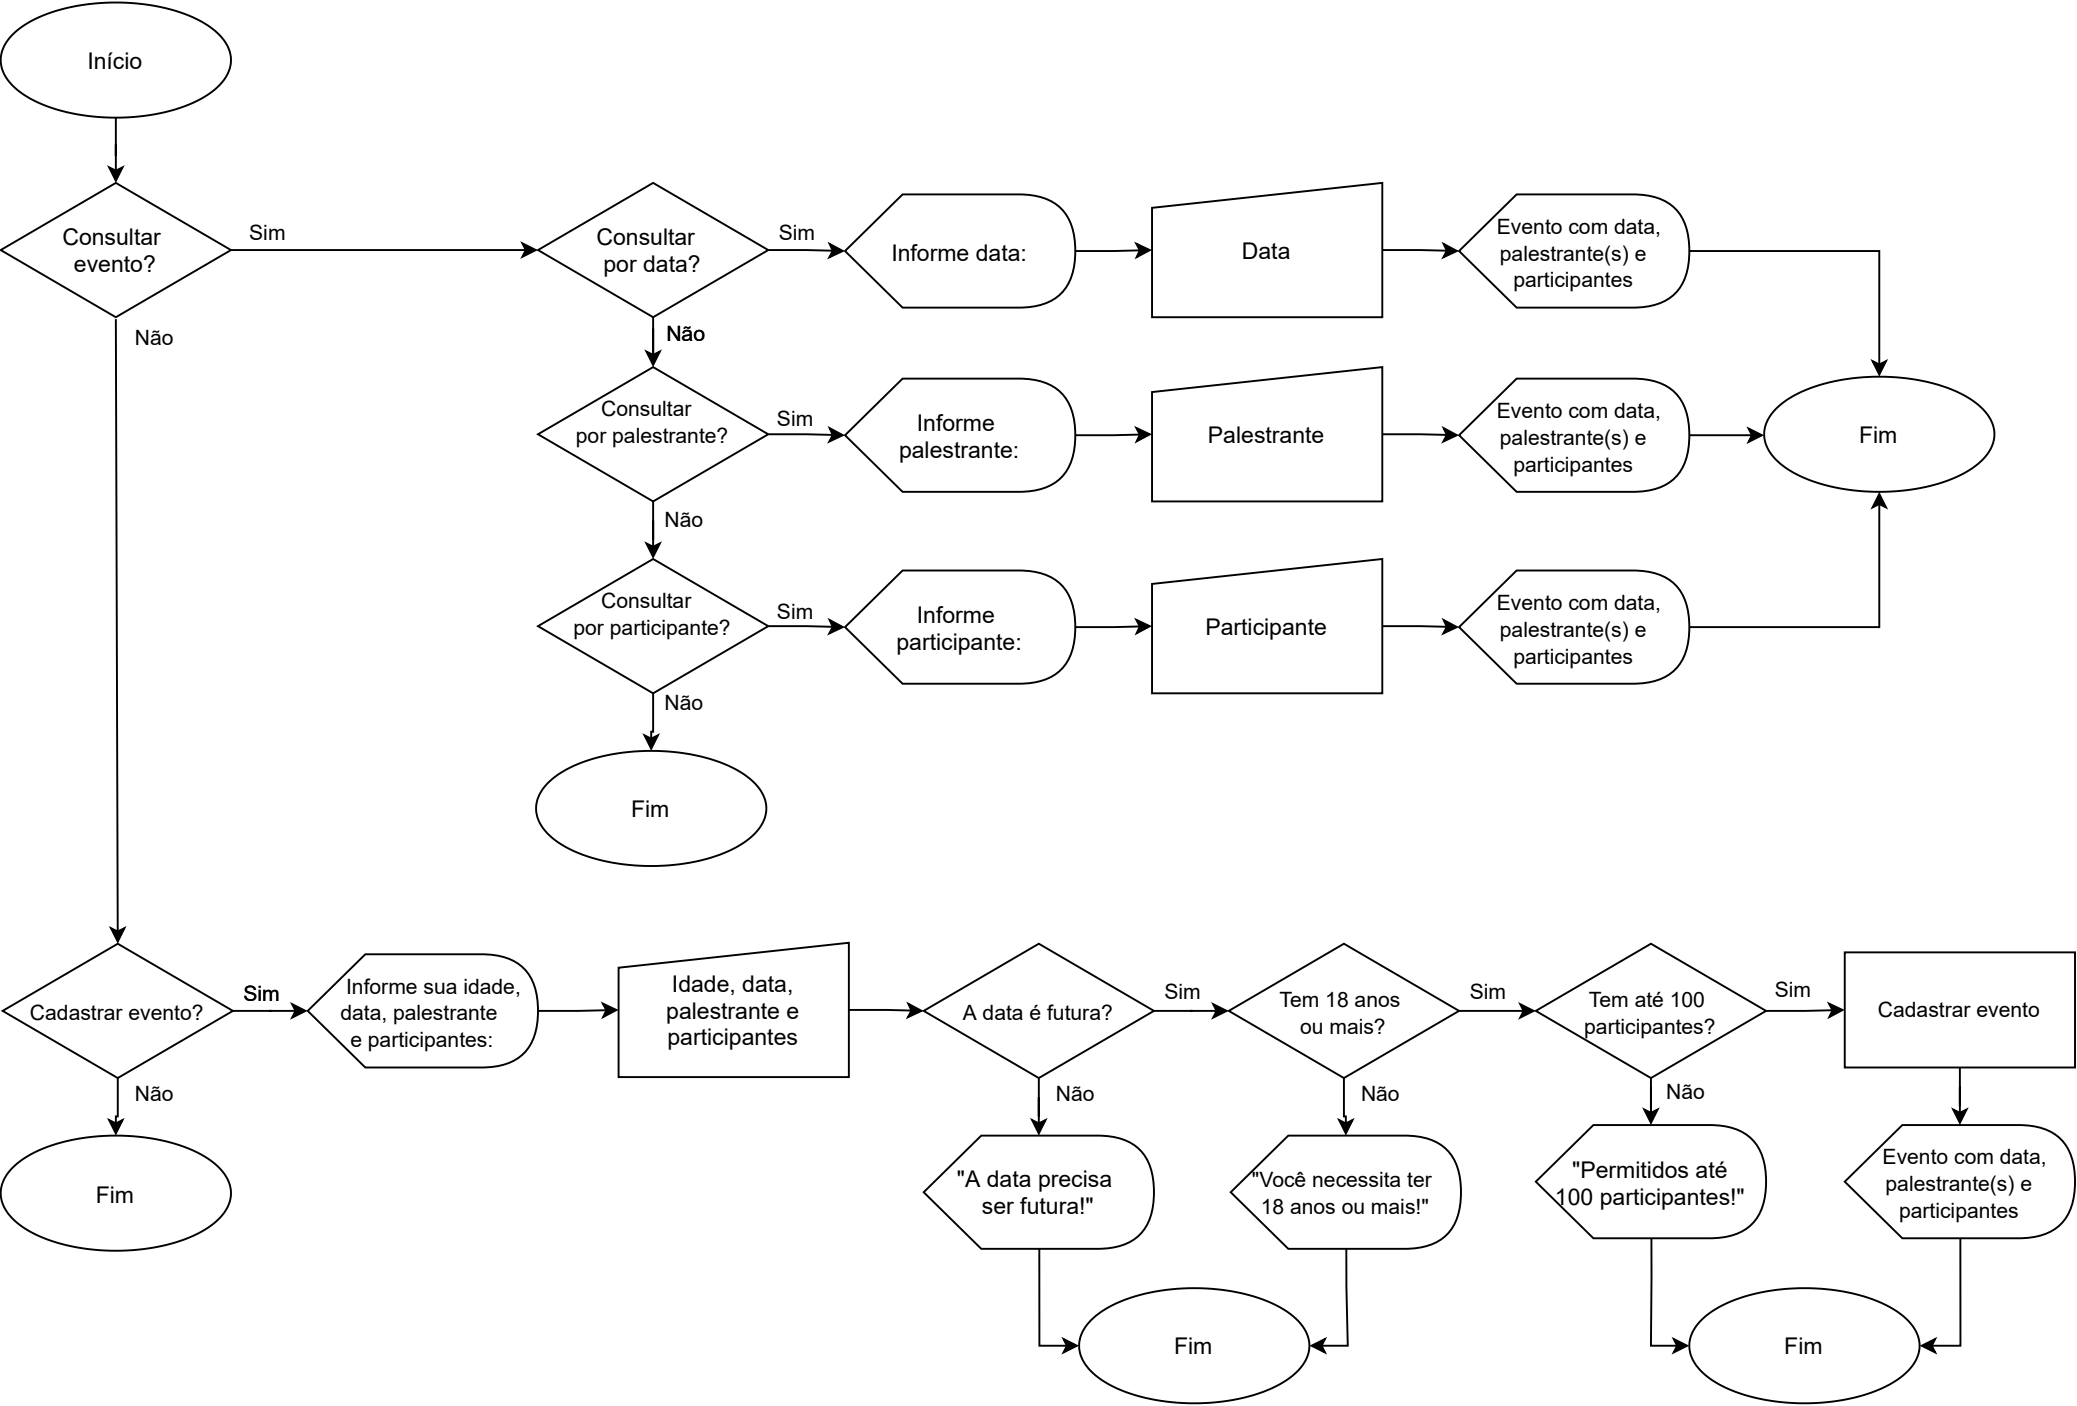 Início
Consultar
evento?
Sim
Não
Consultar
por data?
Sim
Não
Informe data:
Data
Evento com data,
palestrante(s) e
participantes
Consultar
por palestrante?
Sim
Não
Informe
palestrante:
Palestrante
Evento com data,
palestrante(s) e
participantes
Fim
Consultar
por participante?
Sim
Não
Informe
participante:
Participante
Evento com data,
palestrante(s) e
participantes
Fim
Cadastrar evento?
Sim
Não
Fim
Informe sua idade,
data, palestrante
e participantes:
Idade, data,
palestrante e
participantes
A data é futura?
Sim
Não
"A data precisa
ser futura!"
Tem 18 anos
ou mais?
Sim
Não
"Você necessita ter
18 anos ou mais!"
Fim
Tem até 100
participantes?
Sim
Não
"Permitidos até
100 participantes!"
Cadastrar evento
Evento com data,
palestrante(s) e
participantes
Fim